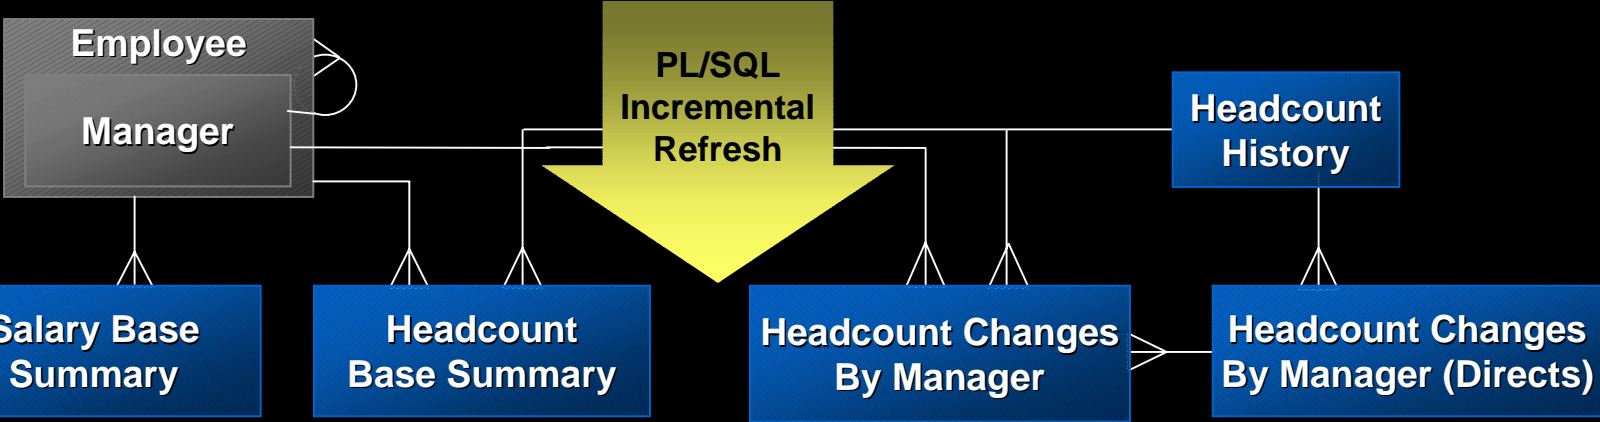 Employee
Manager
PL/SQL
Incremental
Refresh
Headcount
History
Salary Base
Summary
Headcount
Base Summary
Headcount Changes
By Manager
Headcount Changes
By Manager (Directs)